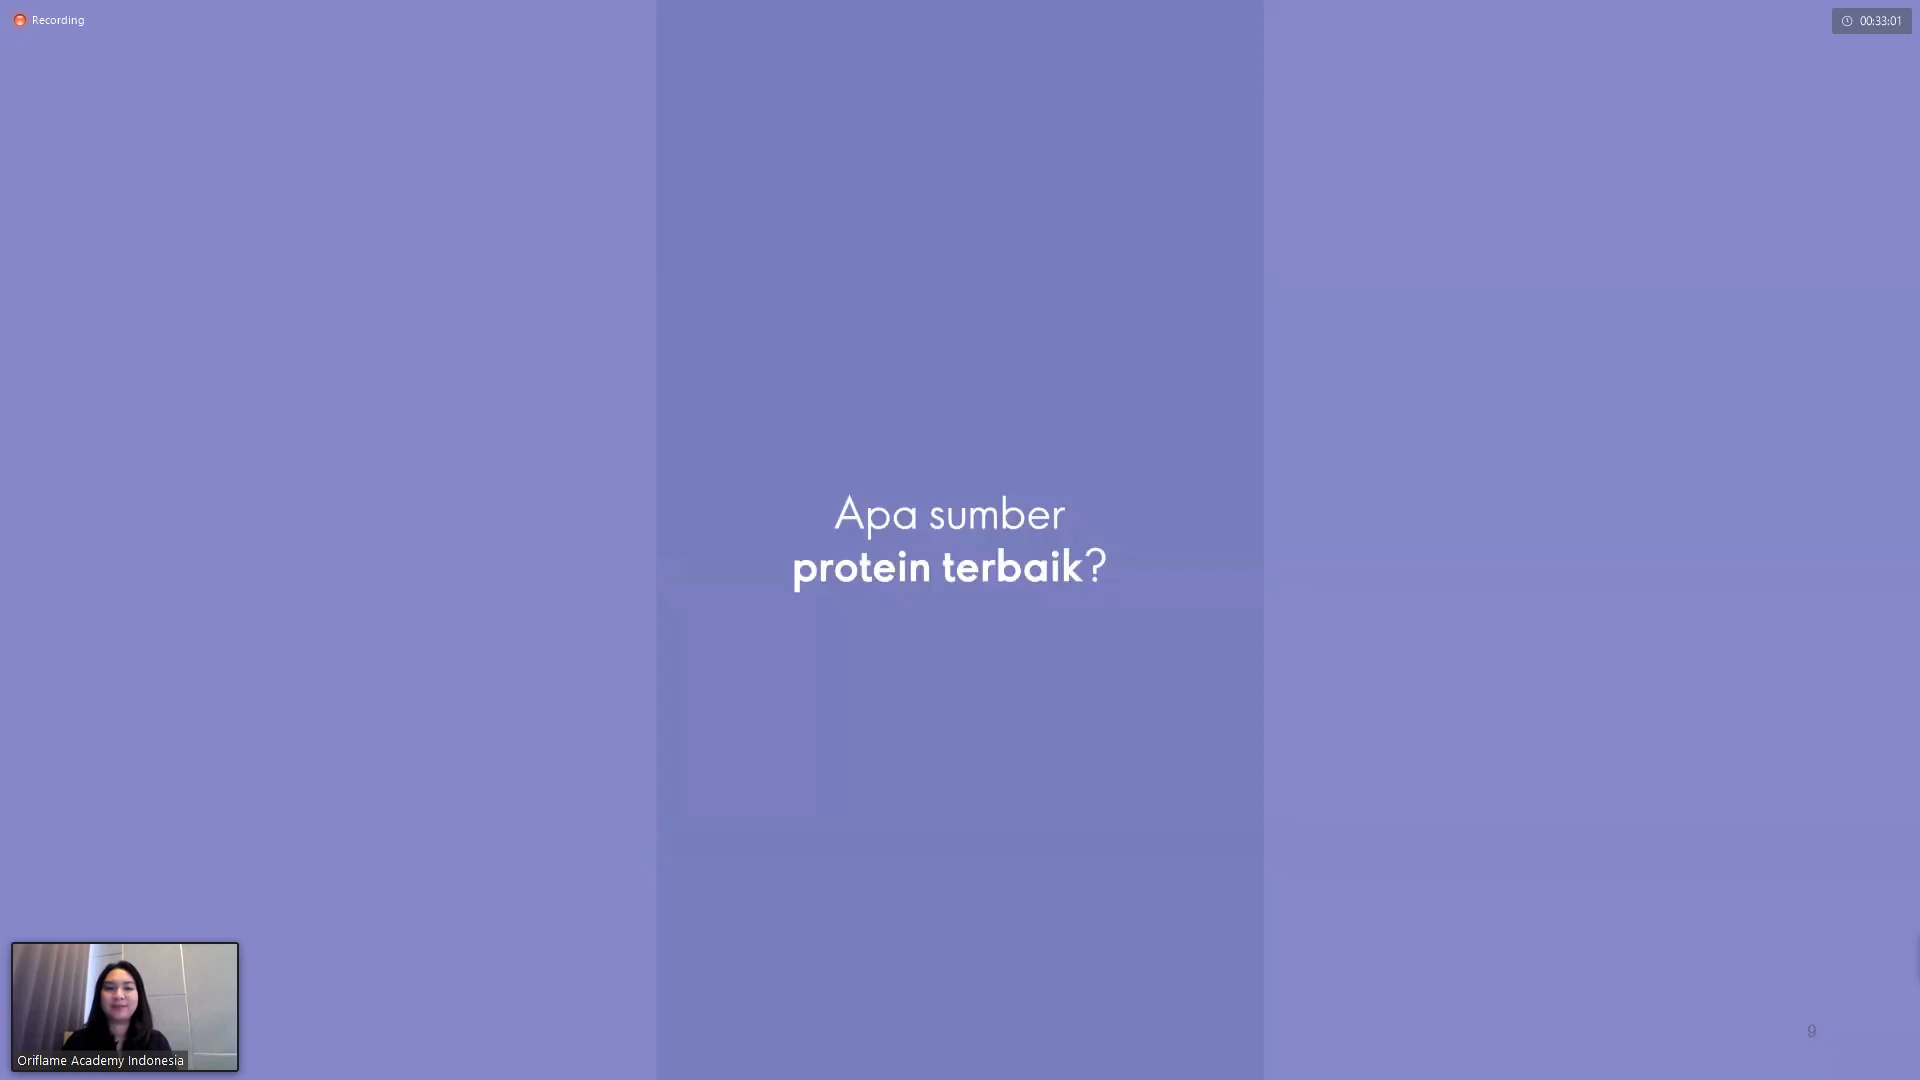 Recording
00:33:01
Apa sumber
protein terbaik?
Oriflame Academy Indonesia
9